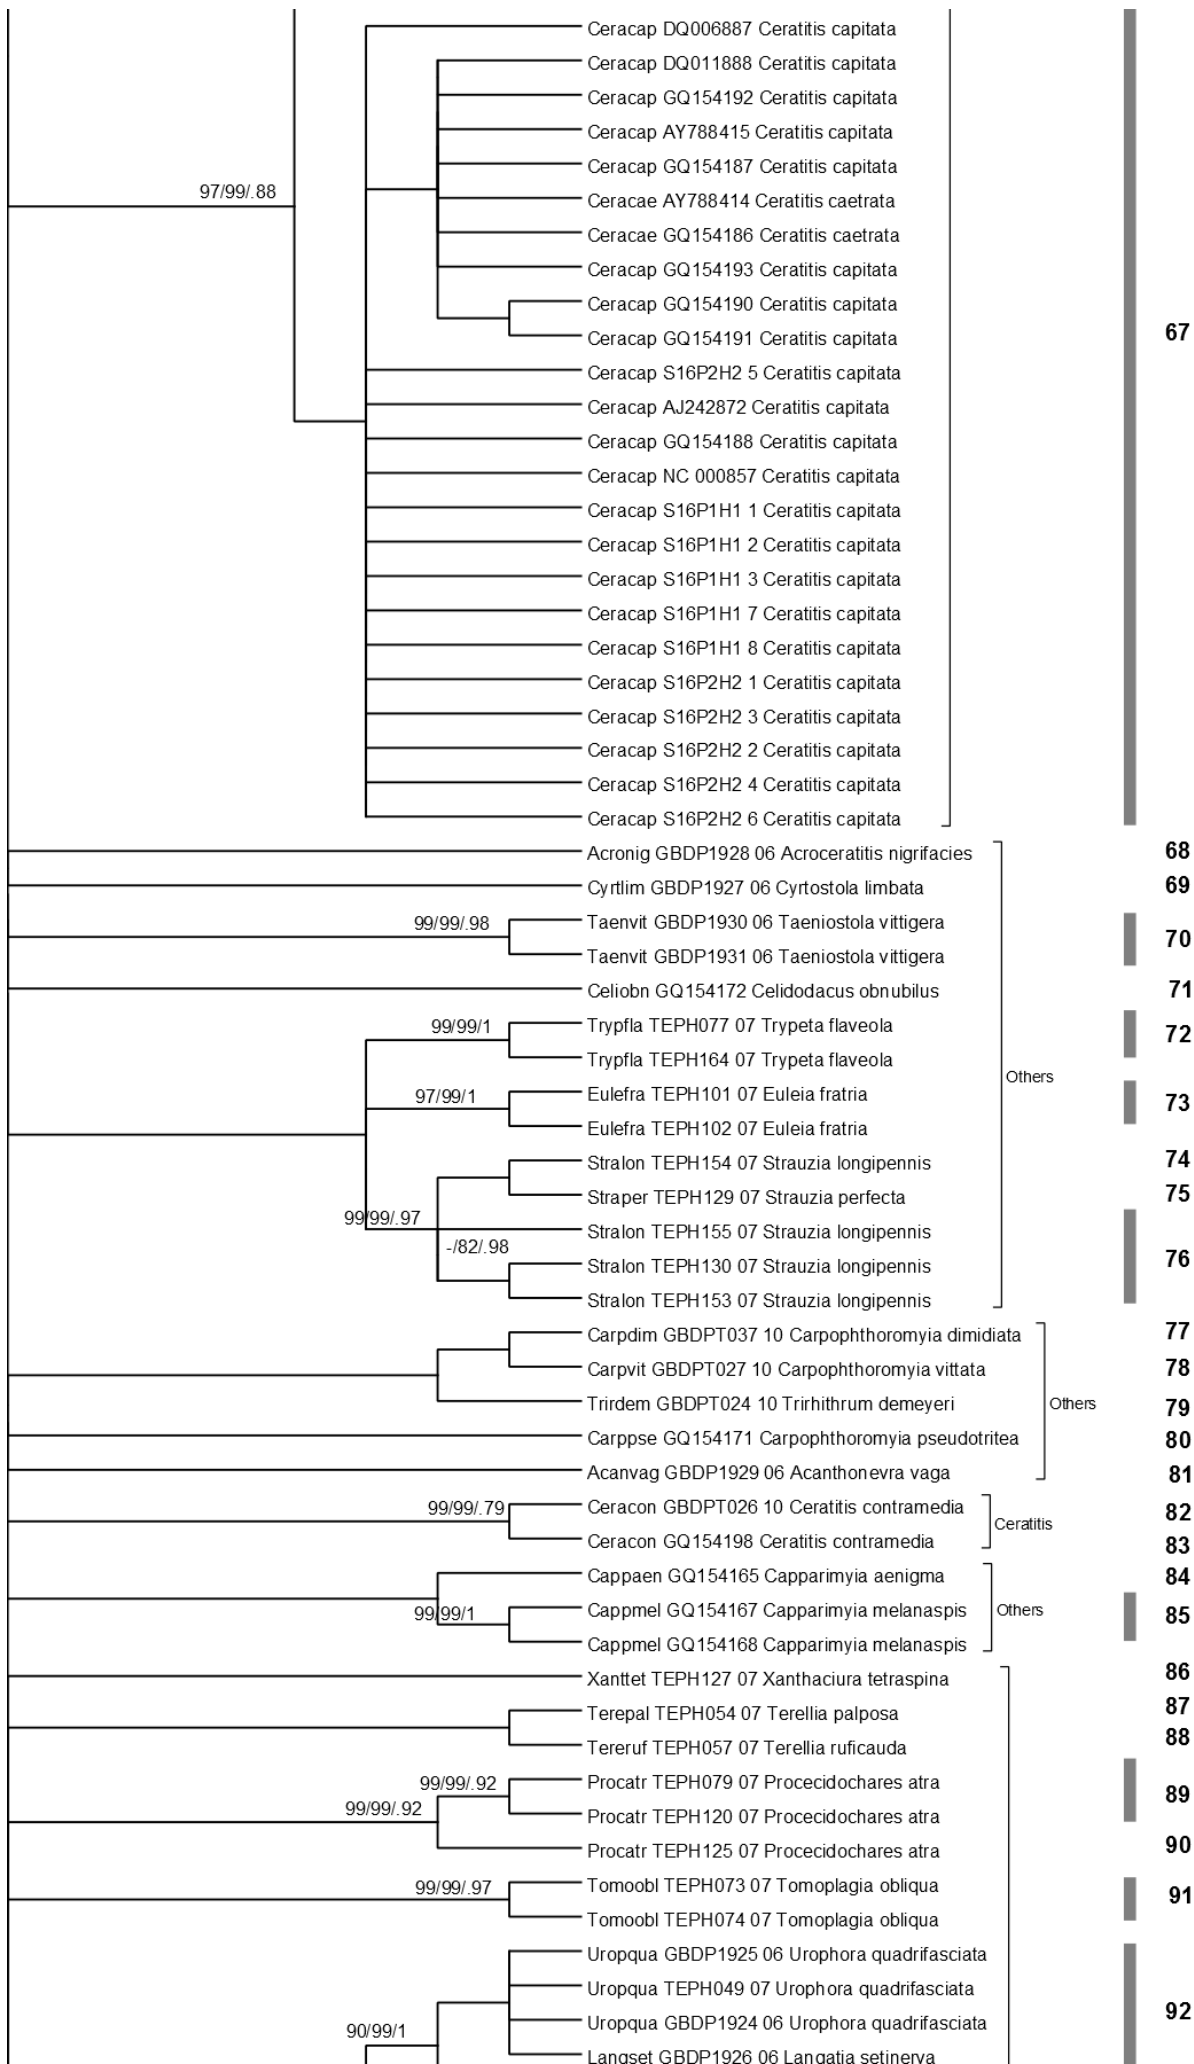 Ceracap DQ006887 Ceratitis capitata
Ceracap DQ011888 Ceratitis capitata
Ceracap GQ154192 Ceratitis capitata
Ceracap AY788415 Ceratitis capitata
Ceracap GQ154187 Ceratitis capitata
97/99/.88
Ceracae AY788414 Ceratitis caetrata
Ceracae GQ154186 Ceratitis caetrata
Ceracap GQ154193 Ceratitis capitata
Ceracap GQ154190 Ceratitis capitata
Ceracap GQ154191 Ceratitis capitata
67
Ceracap S16P2H2 5 Ceratitis capitata
Ceracap AJ242872 Ceratitis capitata
Ceracap GQ154188 Ceratitis capitata
Ceracap NC 000857 Ceratitis capitata
Ceracap S16P1H1 1 Ceratitis capitata
Ceracap S16P1H1 2 Ceratitis capitata
Ceracap S16P1H1 3 Ceratitis capitata
Ceracap S16P1H1 7 Ceratitis capitata
Ceracap S16P1H1 8 Ceratitis capitata
Ceracap S16P2H2 1 Ceratitis capitata
Ceracap S16P2H2 3 Ceratitis capitata
Ceracap S16P2H2 2 Ceratitis capitata
Ceracap S16P2H2 4 Ceratitis capitata
Ceracap S16P2H2 6 Ceratitis capitata
Acronig GBDP1928 06 Acroceratitis nigrifacies 68
Cyrtlim GBDP1927 06 Cyrtostola limbata 69
99/99/.98 Taenvit GBDP1930 06 Taeniostola vittigera
70
Taenvit GBDP1931 06 Taeniostola vittigera
Celiobn GQ154172 Celidodacus obnubilus 71
99/99/1 Trypfla TEPH077 07 Trypeta flaveola
72
Trypfla TEPH164 07 Trypeta flaveola
Others
97/99/1 Eulefra TEPH101 07 Euleia fratria
73
Eulefra TEPH102 07 Euleia fratria
Stralon TEPH154 07 Strauzia longipennis 74
Straper TEPH129 07 Strauzia perfecta 75
99/99/.97 Stralon TEPH155 07 Strauzia longipennis
-/82/.98
76
Stralon TEPH130 07 Strauzia longipennis
Stralon TEPH153 07 Strauzia longipennis
Carpdim GBDPT037 10 Carpophthoromyia dimidiata 77
Carpvit GBDPT027 10 Carpophthoromyia vittata 78
Trirdem GBDPT024 10 Trirhithrum demeyeri Others 79
Carppse GQ154171 Carpophthoromyia pseudotritea 80
Acanvag GBDP1929 06 Acanthonevra vaga 81
99/99/.79 Ceracon GBDPT026 10 Ceratitis contramedia 82
Ceratitis
Ceracon GQ154198 Ceratitis contramedia 83
Cappaen GQ154165 Capparimyia aenigma 84
99/99/1 Cappmel GQ154167 Capparimyia melanaspis Others 85
Cappmel GQ154168 Capparimyia melanaspis
Xanttet TEPH127 07 Xanthaciura tetraspina 86
Terepal TEPH054 07 Terellia palposa 87
Tereruf TEPH057 07 Terellia ruficauda 88
99/99/.92 Procatr TEPH079 07 Procecidochares atra
89
99/99/.92 Procatr TEPH120 07 Procecidochares atra
Procatr TEPH125 07 Procecidochares atra 90
99/99/.97 Tomoobl TEPH073 07 Tomoplagia obliqua
91
Tomoobl TEPH074 07 Tomoplagia obliqua
Uropqua GBDP1925 06 Urophora quadrifasciata
Uropqua TEPH049 07 Urophora quadrifasciata
92
Uropqua GBDP1924 06 Urophora quadrifasciata
90/99/1
Langset GBDP1926 06 Langatia setinerva